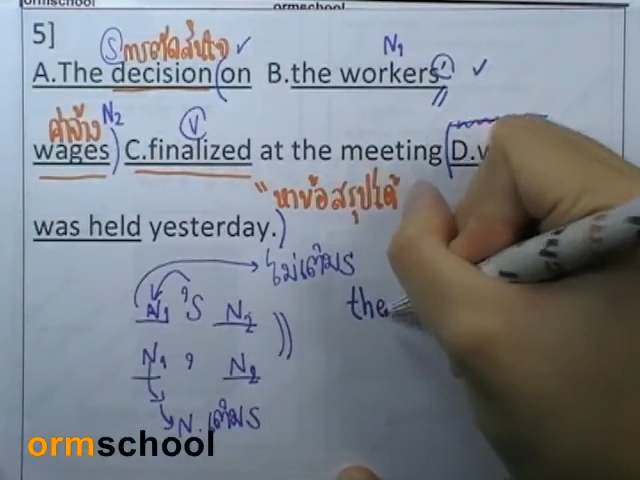 ormschool
ormschool
5]
S การตัดสินใจ ✓ N₁
A.The decision (on B.the workers' ✓
ค่าจ้าง N₂ V
wages) C.finalized at the meeting (D.w
"หาข้อสรุปได้
was held yesterday.)
ไม่เติม s
N₁ 's N₂
the
N₁ ' N₂
N. เติม s
ormschool